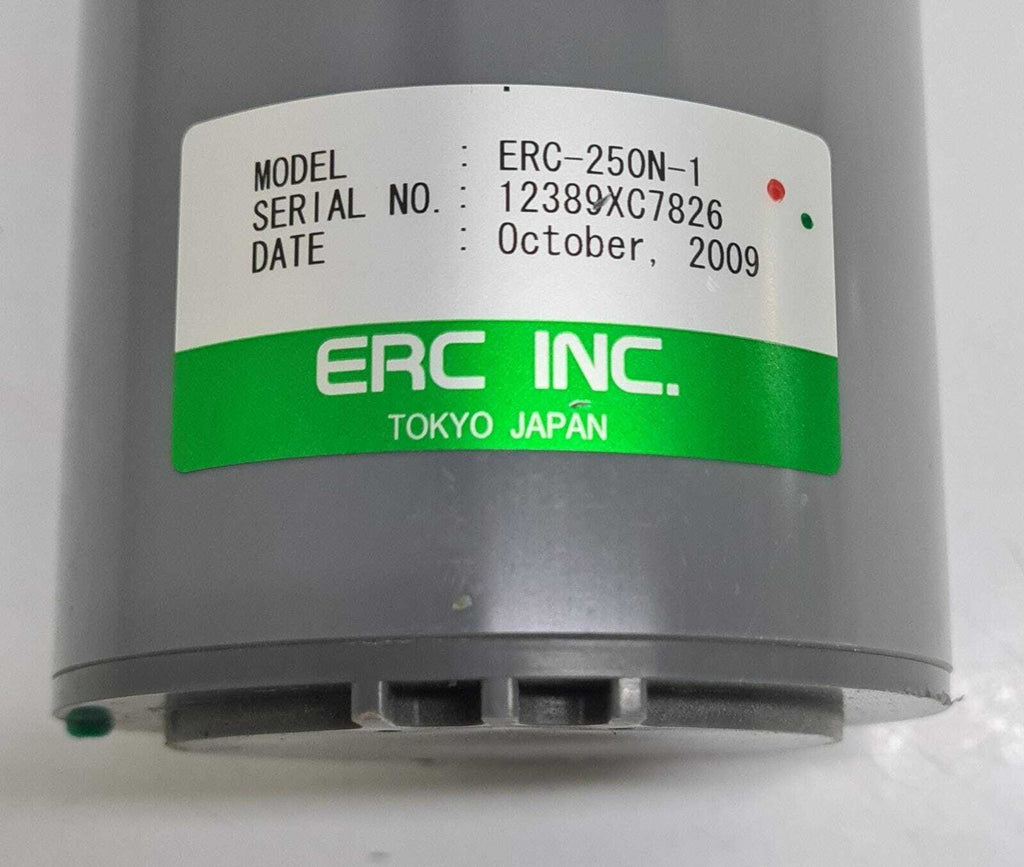 MODEL : ERC-250N-1
SERIAL NO. : 12389XC7826
DATE : October, 2009
ERC INC.
TOKYO JAPAN